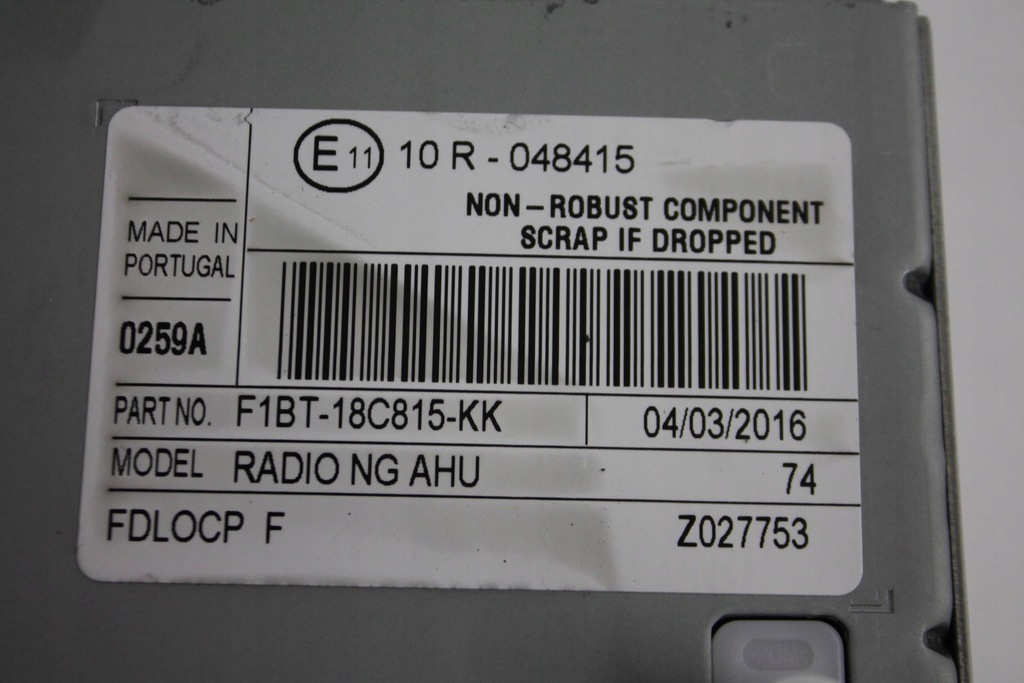 E 11 10 R - 048415
NON - ROBUST COMPONENT
SCRAP IF DROPPED
MADE IN
PORTUGAL
0259A
PART NO. F1BT-18C815-KK 04/03/2016
MODEL RADIO NG AHU 74
FDLOCP F Z027753